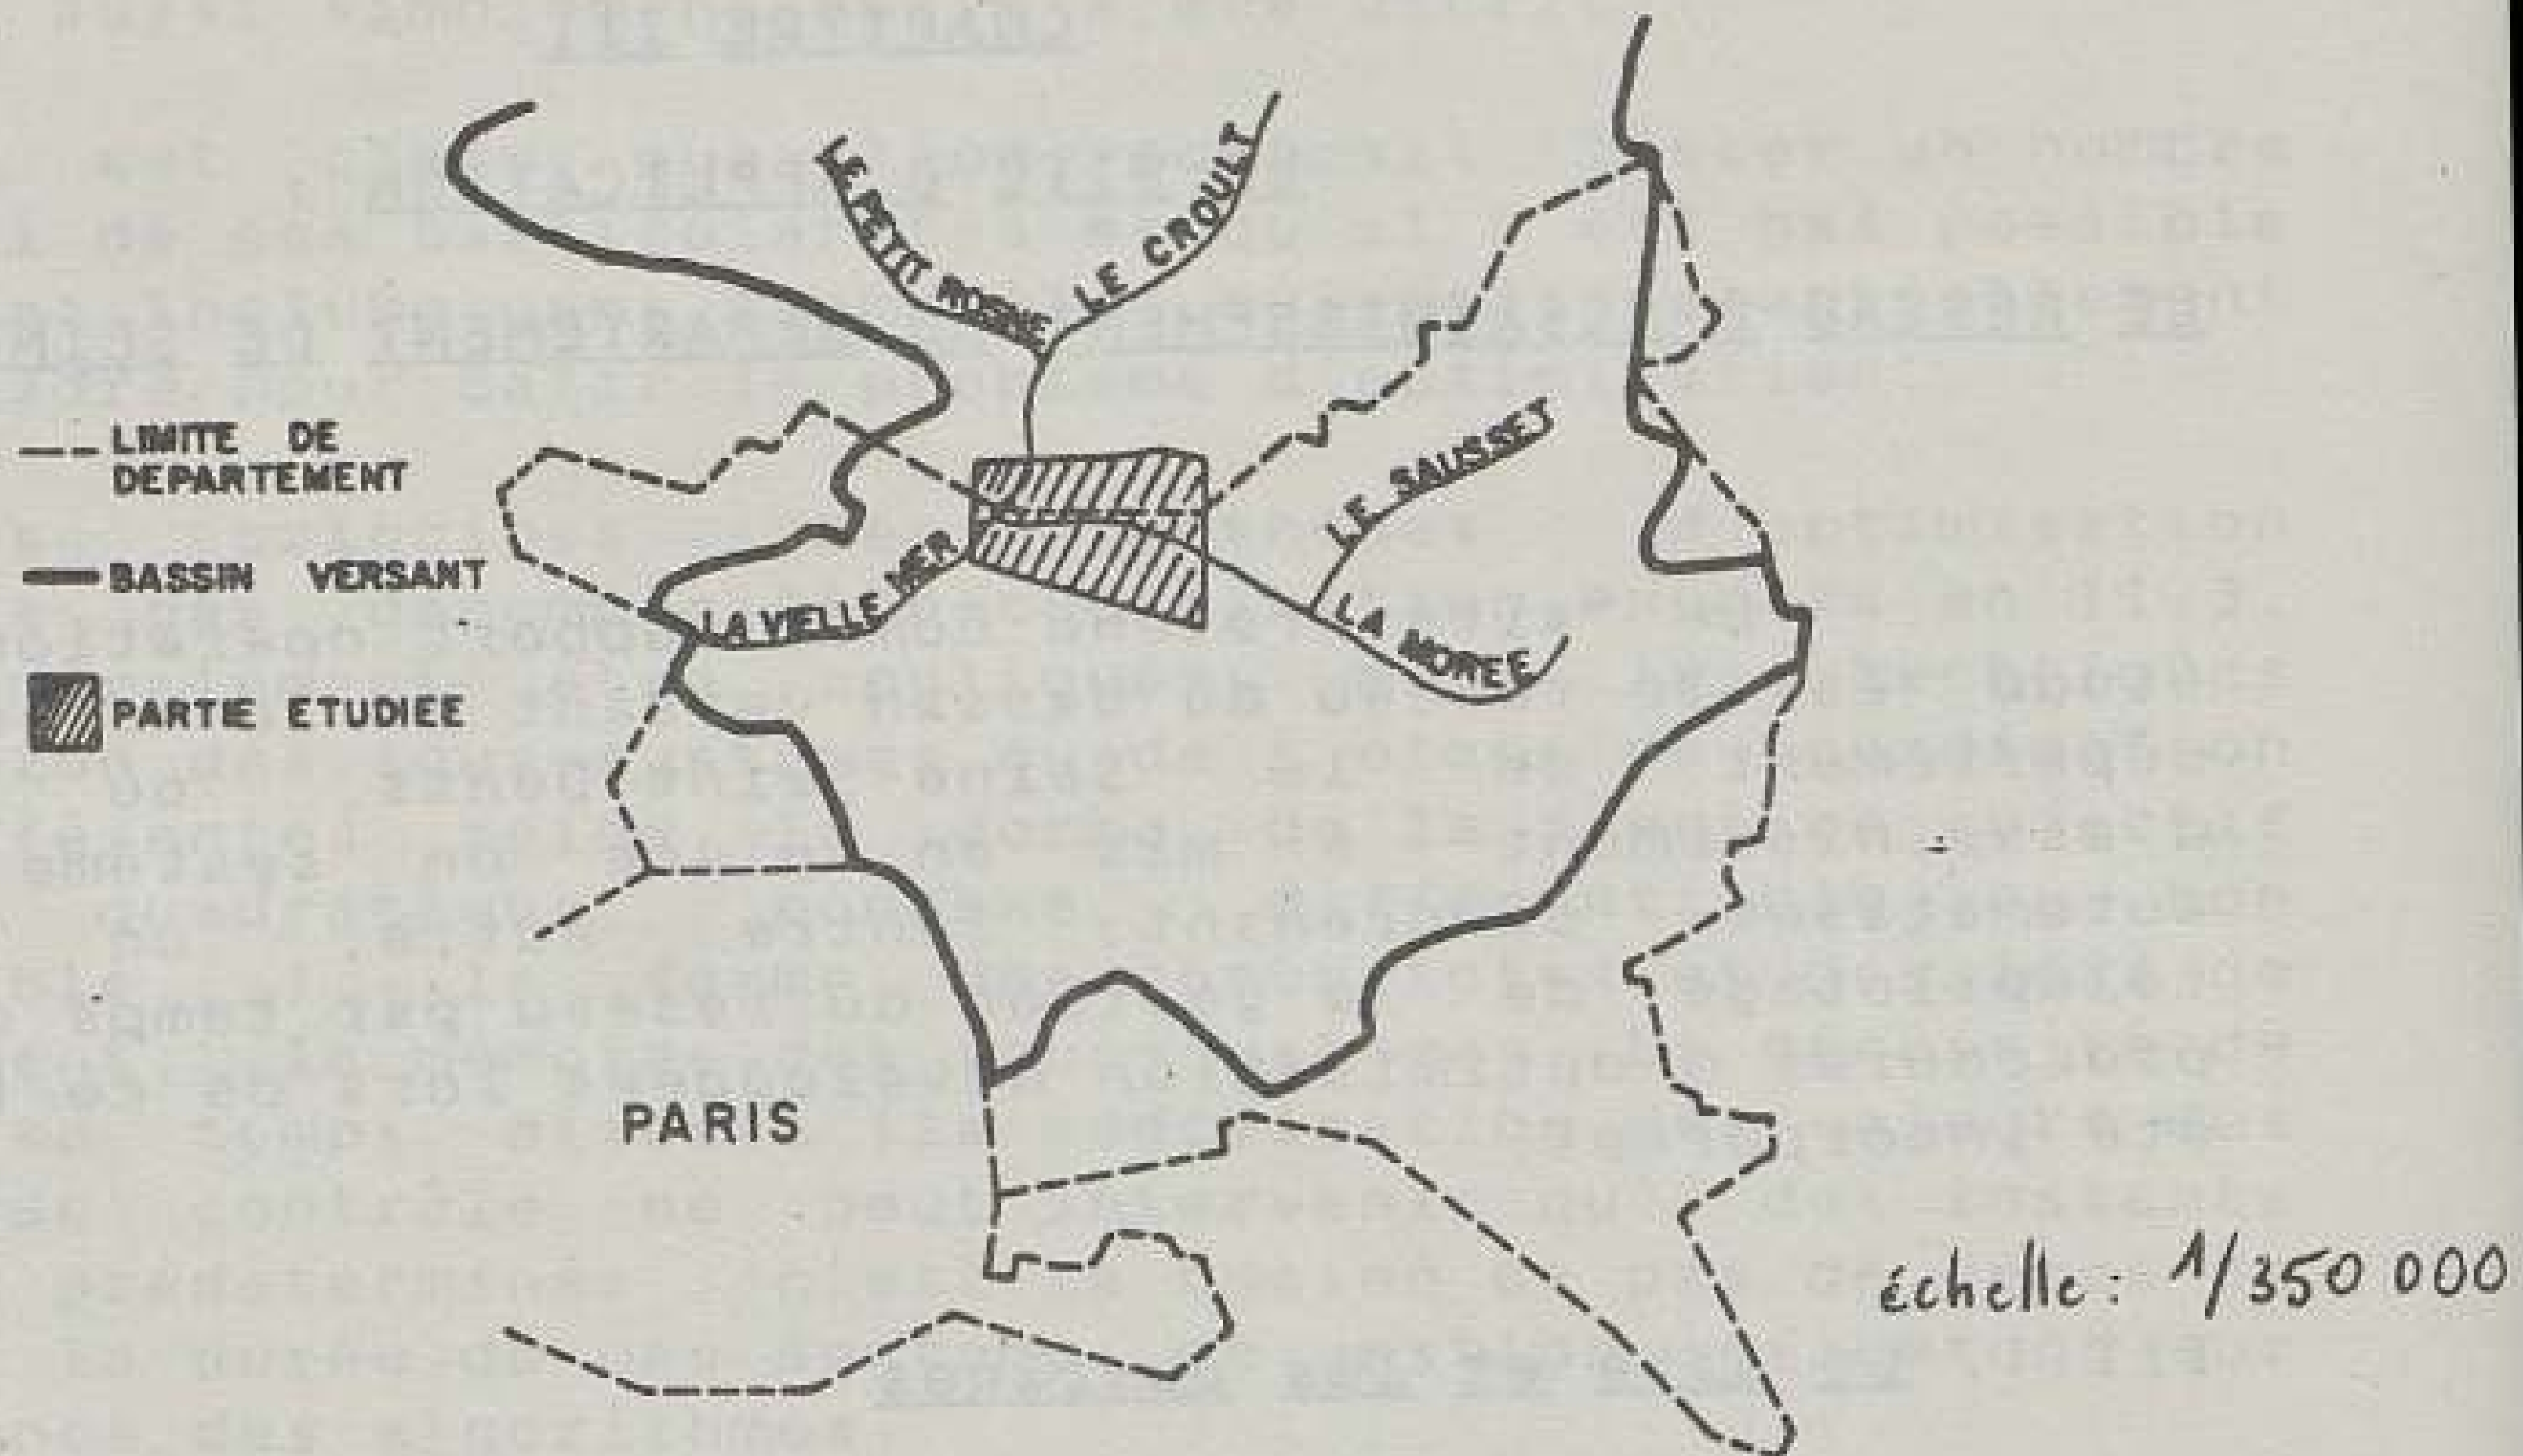 LE PETIT ROSNE
LE CROULT
LIMITE DE
DEPARTEMENT
LE SAUSSET
BASSIN VERSANT
LA VIELLE MER
LA MOREE
PARTIE ETUDIEE
PARIS
échelle : 1/350 000